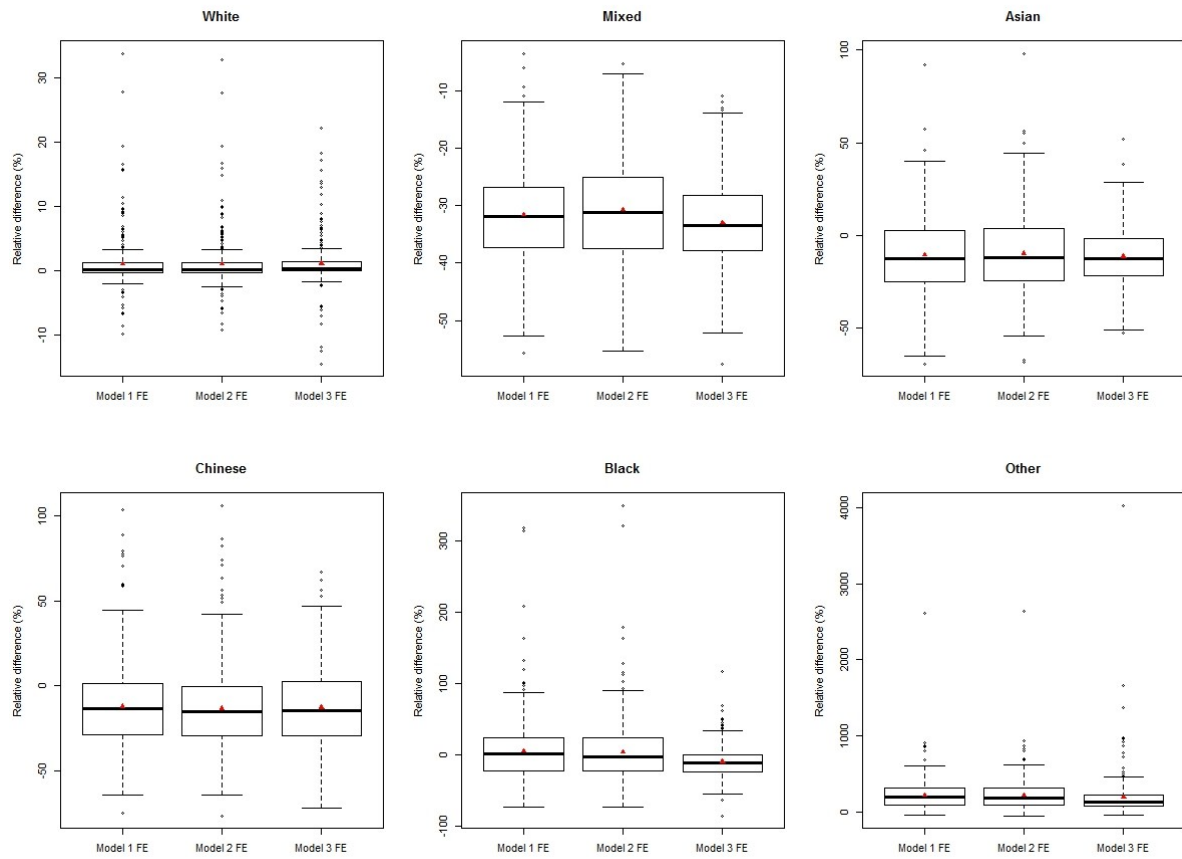 White
Relative difference (%)
30
20
10
0
-10
Model 1 FE
Model 2 FE
Model 3 FE
Mixed
Relative difference (%)
-10
-20
-30
-40
-50
Model 1 FE
Model 2 FE
Model 3 FE
Asian
Relative difference (%)
100
50
0
-50
Model 1 FE
Model 2 FE
Model 3 FE
Chinese
Relative difference (%)
100
50
0
-50
Model 1 FE
Model 2 FE
Model 3 FE
Black
Relative difference (%)
300
200
100
0
-100
Model 1 FE
Model 2 FE
Model 3 FE
Other
Relative difference (%)
4000
3000
2000
1000
0
Model 1 FE
Model 2 FE
Model 3 FE